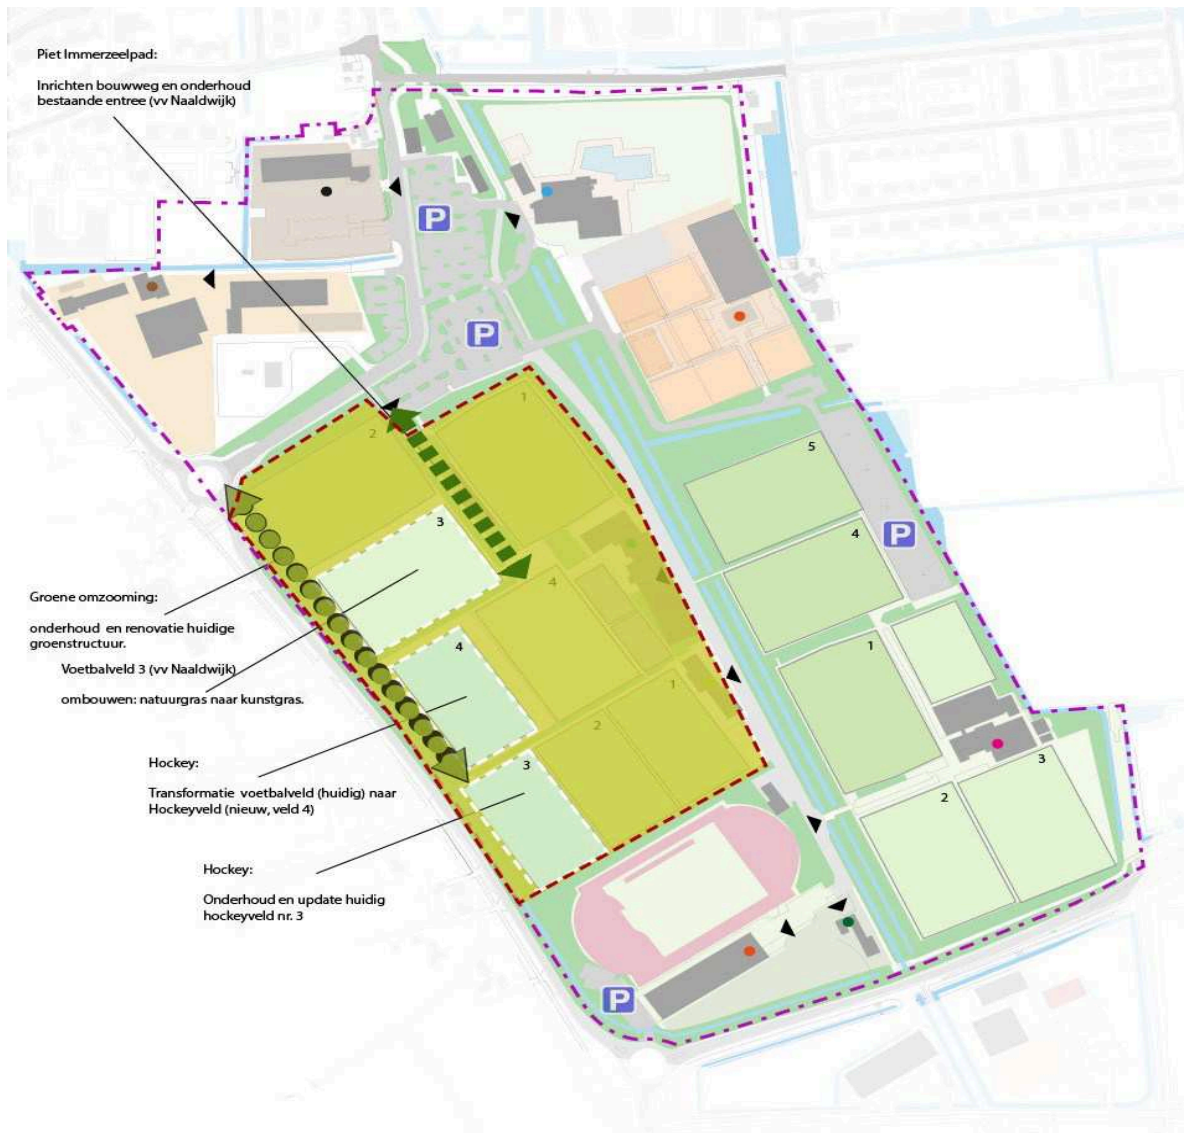 Piet Immerzeelpad:
Inrichten bouwweg en onderhoud
bestaande entree (vv Naaldwijk)
P
P
1
2
5
3
4
P
4
1
4
1
2
3
3
2
Groene omzooming:
onderhoud en renovatie huidige
groenstructuur.
Voetbalveld 3 (vv Naaldwijk)
ombouwen: natuurgras naar kunstgras.
Hockey:
Transformatie voetbalveld (huidig) naar
Hockeyveld (nieuw, veld 4)
Hockey:
Onderhoud en update huidig
hockeyveld nr. 3
P